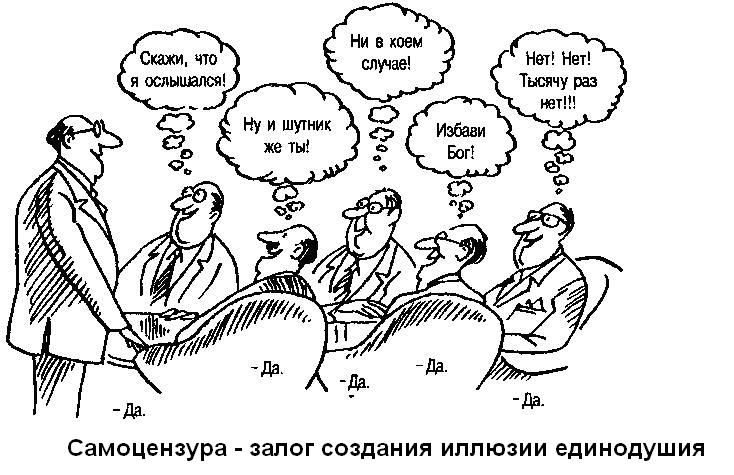 Скажи, что
я ослышался!
Ну и шутник
же ты!
Ни в коем
случае!
Избави
Бог!
Нет! Нет!
Тысячу раз
нет!!!
- Да.
- Да.
- Да.
- Да.
- Да.
Самоцензура - залог создания иллюзии единодушия